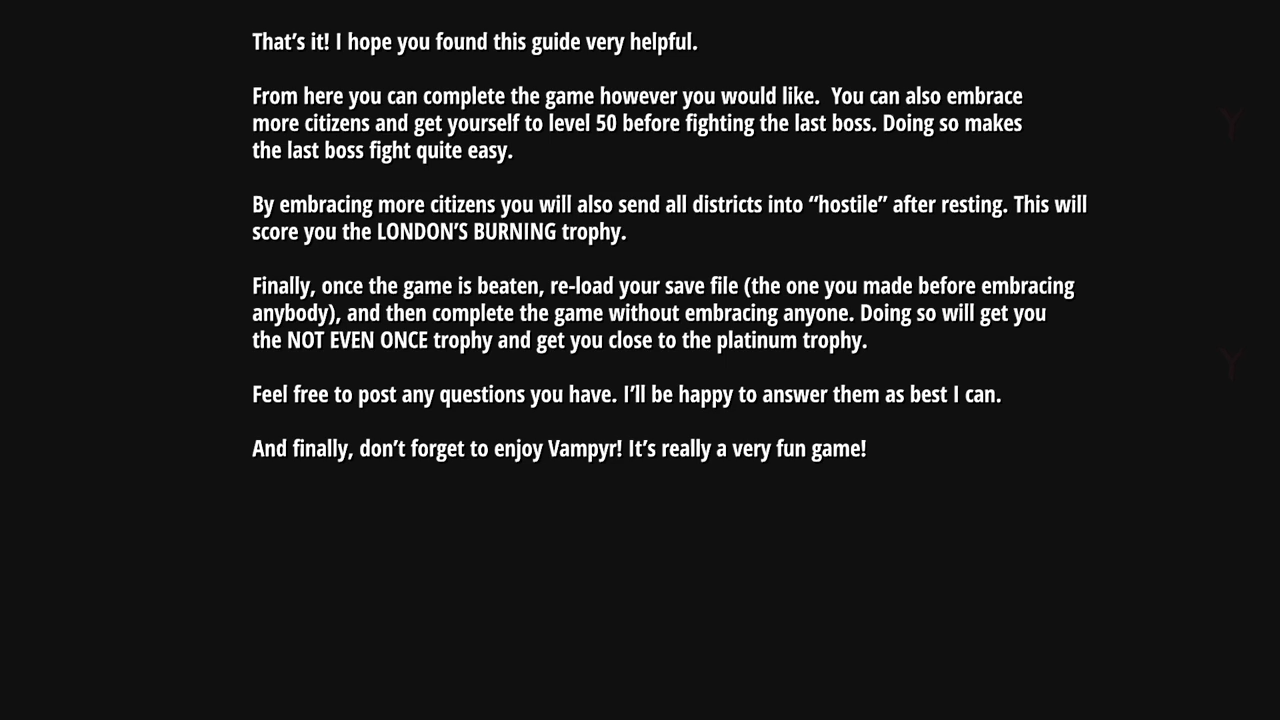 That’s it! I hope you found this guide very helpful.
From here you can complete the game however you would like.  You can also embrace
more citizens and get yourself to level 50 before fighting the last boss. Doing so makes
the last boss fight quite easy.
By embracing more citizens you will also send all districts into “hostile” after resting. This will
score you the LONDON’S BURNING trophy.
Finally, once the game is beaten, re-load your save file (the one you made before embracing
anybody), and then complete the game without embracing anyone. Doing so will get you
the NOT EVEN ONCE trophy and get you close to the platinum trophy.
Feel free to post any questions you have. I’ll be happy to answer them as best I can.
And finally, don’t forget to enjoy Vampyr! It’s really a very fun game!